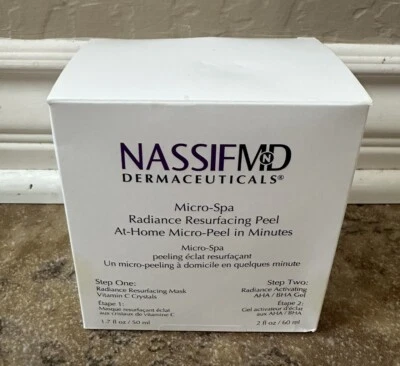 NASSIFMD
DERMACEUTICALS®
Micro-Spa
Radiance Resurfacing Peel
At-Home Micro-Peel in Minutes
Micro-Spa
peeling éclat resurfaçant
Un micro-peeling à domicile en quelques minute
Step One:
Radiance Resurfacing Mask
Vitamin C Crystals
Étape 1:
Masque resurfaçant éclat
aux cristaux de Vitamine C
1.7 fl oz / 50 ml
Step Two:
Radiance Activating
AHA / BHA Gel
Étape 2:
Gel activateur d'éclat
aux AHA / BHA
2 fl oz / 60 ml